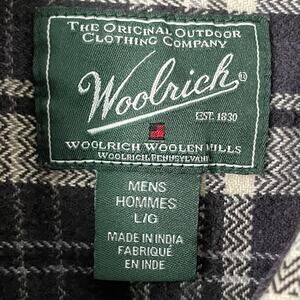 THE ORIGINAL OUTDOOR
CLOTHING COMPANY
Woolrich®
EST. 1830
WOOLRICH WOOLEN MILLS
WOOLRICH, PENNSYLVANI
MENS
HOMMES
L/G
MADE IN INDIA
FABRIQUÉ
EN INDE